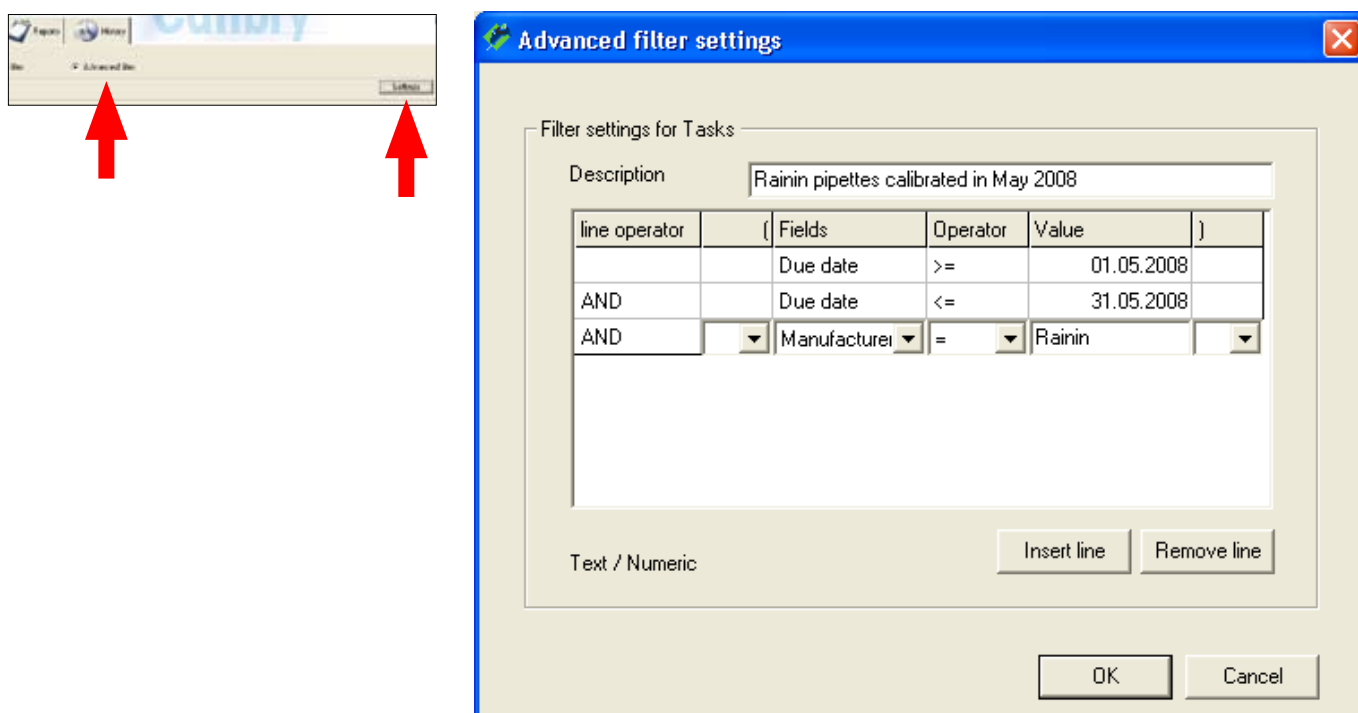 Calibry
Reports History
Advanced filter
Settings
Advanced filter settings
Filter settings for Tasks
Description Rainin pipettes calibrated in May 2008
line operator ( Fields Operator Value )
Due date >= 01.05.2008
AND Due date <= 31.05.2008
AND Manufacturer = Rainin
Text / Numeric Insert line Remove line
OK Cancel